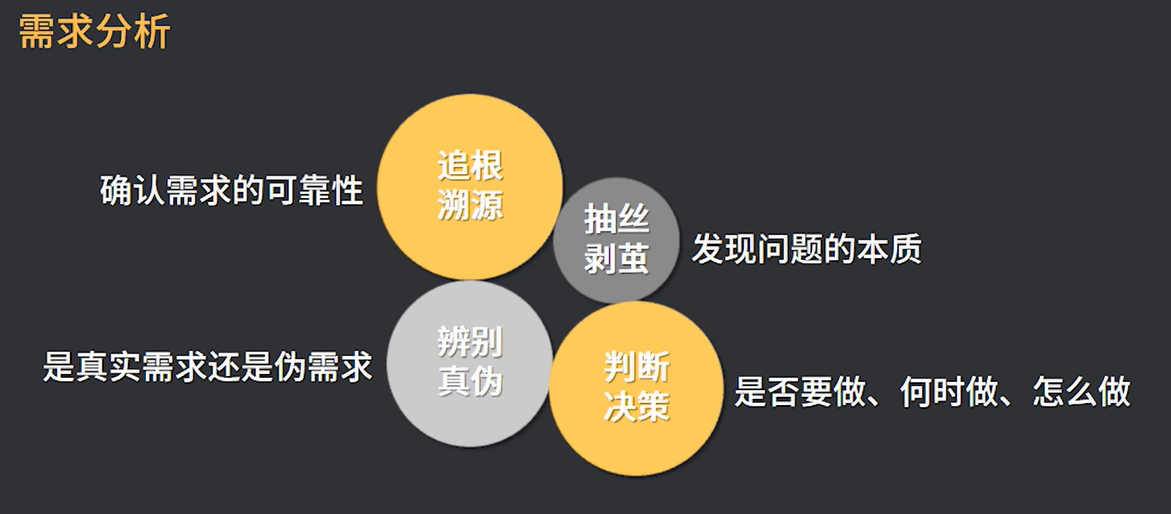 需求分析
确认需求的可靠性
追根
溯源
抽丝
剥茧
发现问题的本质
是真实需求还是伪需求
辨别
真伪
判断
决策
是否要做、何时做、怎么做